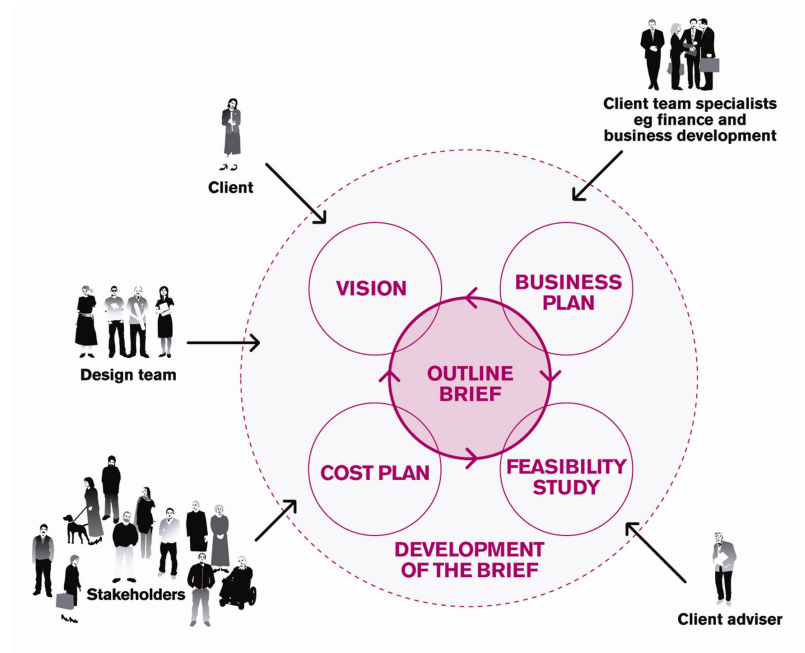 Client team specialists
eg finance and
business development
Client
VISION
BUSINESS
PLAN
Design team
OUTLINE
BRIEF
COST PLAN
FEASIBILITY
STUDY
DEVELOPMENT
OF THE BRIEF
Stakeholders
Client adviser